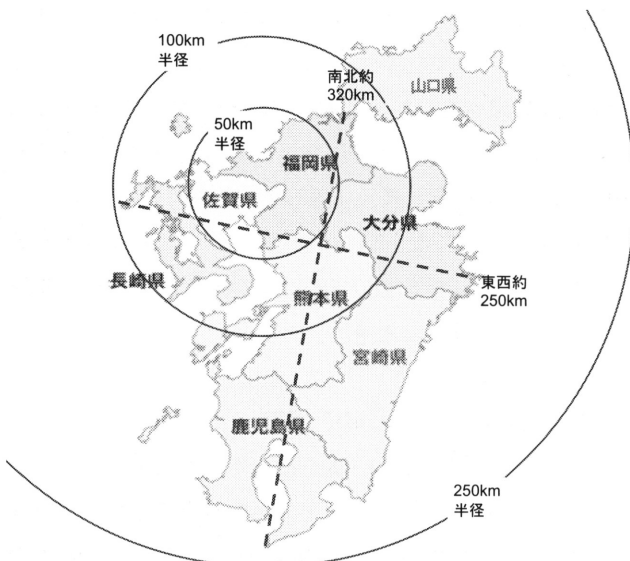 100km
半径
南北約
320km
山口県
50km
半径
福岡県
佐賀県
大分県
長崎県
東西約
250km
熊本県
宮崎県
鹿児島県
250km
半径